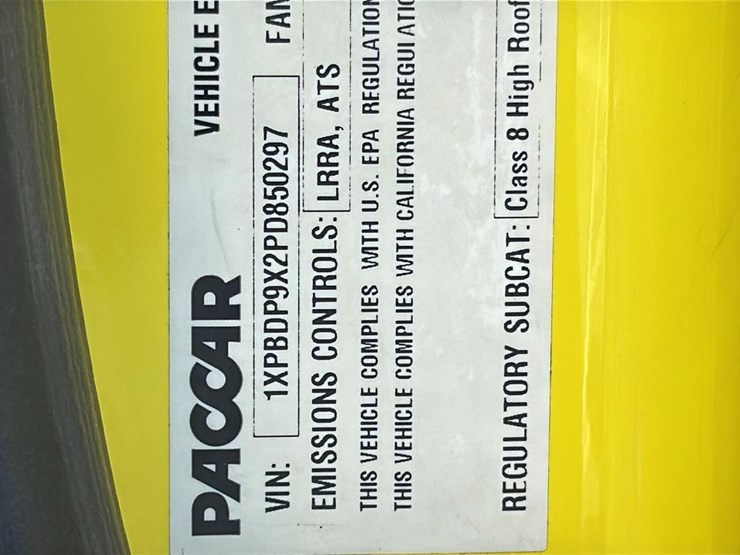 PACCAR VEHICLE E
VIN: 1XPBDP9X2PD850297 FAM
EMISSIONS CONTROLS: LRRA, ATS
THIS VEHICLE COMPLIES WITH U.S. EPA REGULATION
THIS VEHICLE COMPLIES WITH CALIFORNIA REGULATIO
REGULATORY SUBCAT: Class 8 High Roof